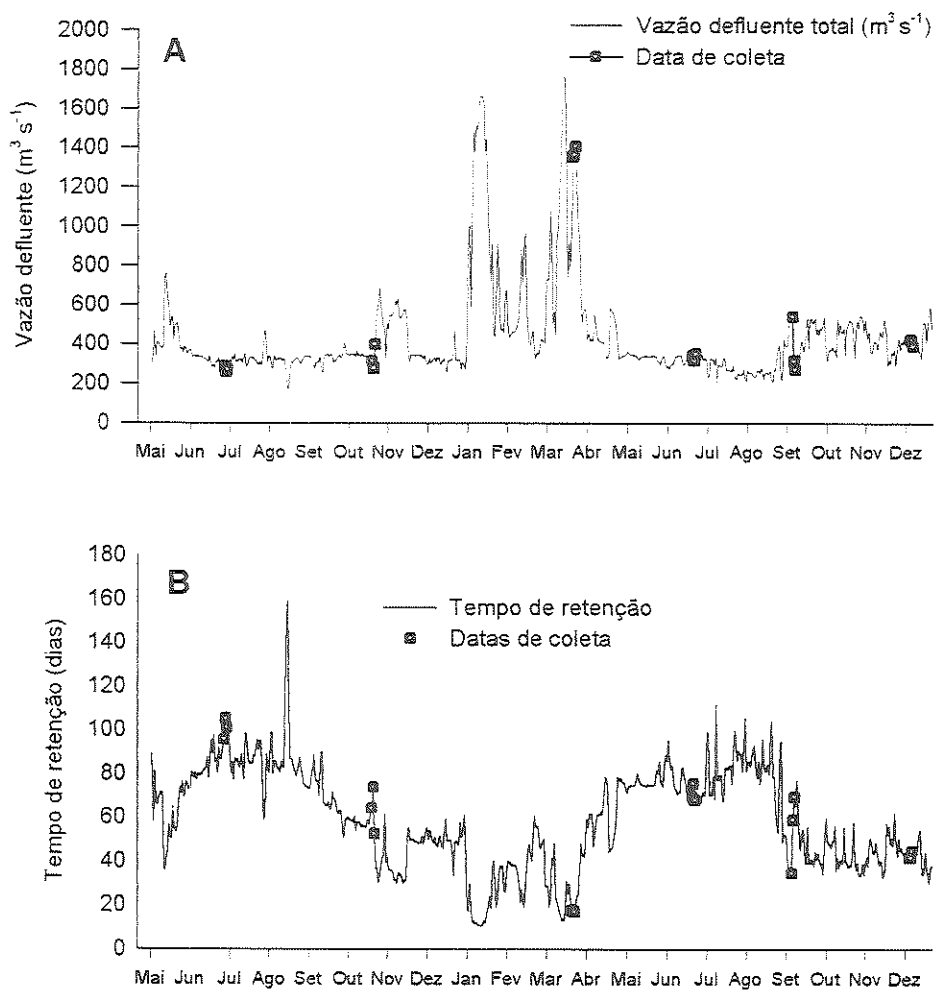 A
Vazão defluente total (m³ s⁻¹)
Data de coleta
Vazão defluente (m³ s⁻¹)
2000
1800
1600
1400
1200
1000
800
600
400
200
0
Mai Jun Jul Ago Set Out Nov Dez Jan Fev Mar Abr Mai Jun Jul Ago Set Out Nov Dez
B
Tempo de retenção
Datas de coleta
Tempo de retenção (dias)
180
160
140
120
100
80
60
40
20
0
Mai Jun Jul Ago Set Out Nov Dez Jan Fev Mar Abr Mai Jun Jul Ago Set Out Nov Dez